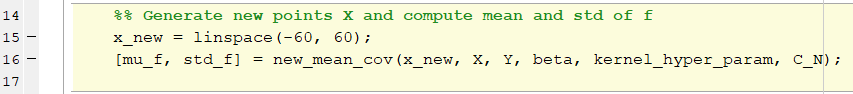 14 %% Generate new points X and compute mean and std of f
15 – x_new = linspace(-60, 60);
16 – [mu_f, std_f] = new_mean_cov(x_new, X, Y, beta, kernel_hyper_param, C_N);
17